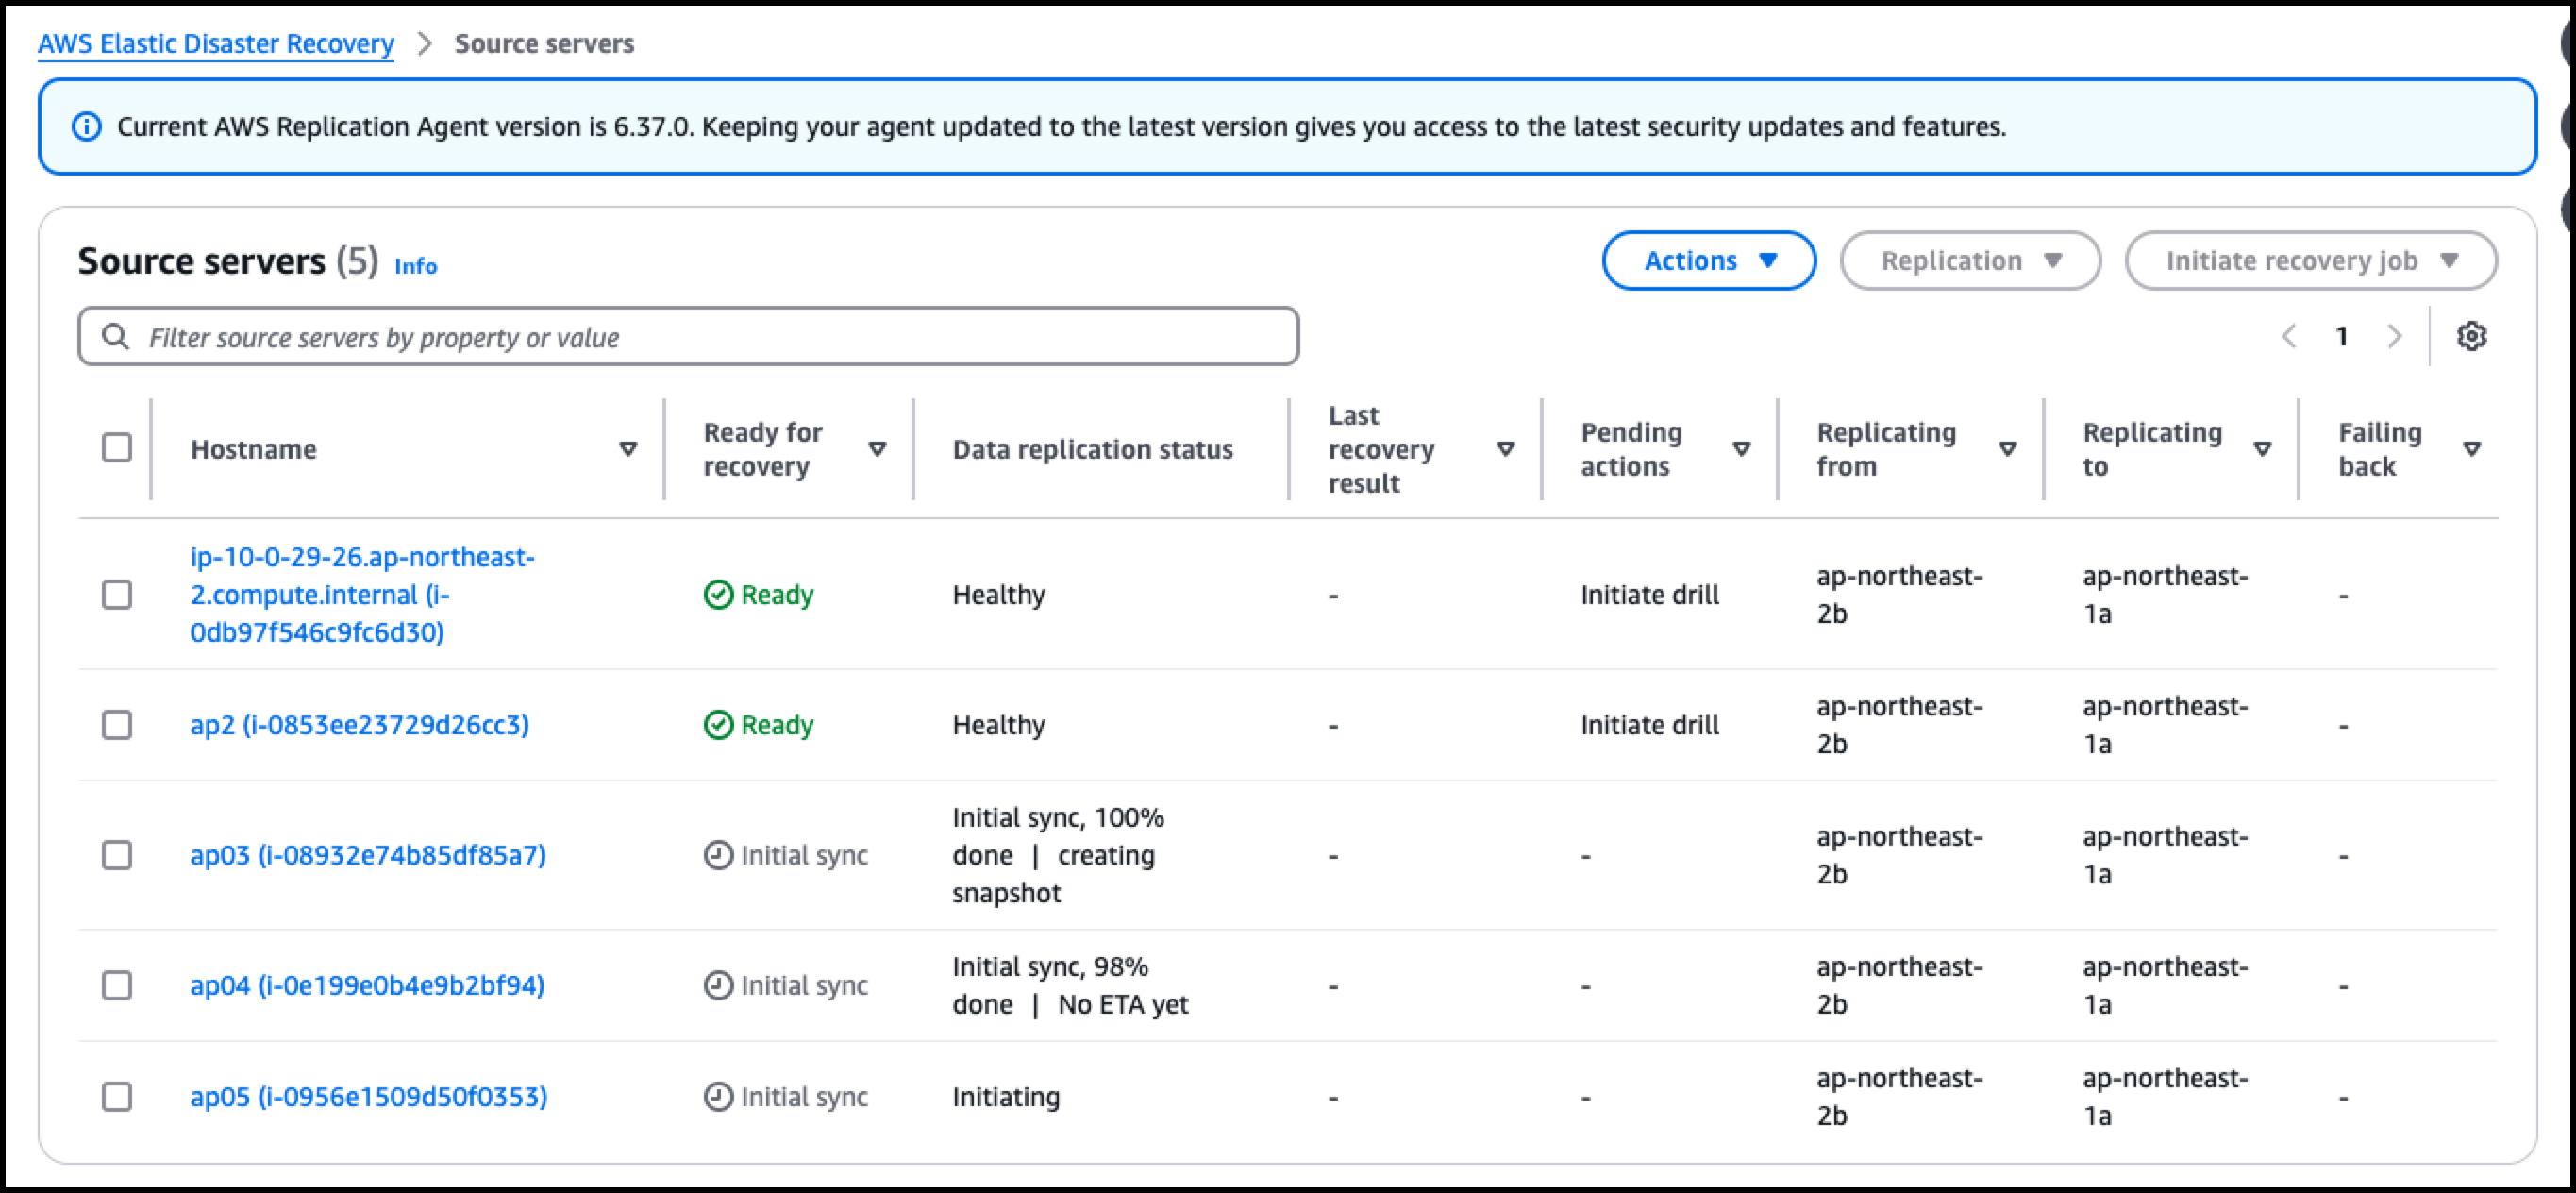 AWS Elastic Disaster Recovery > Source servers
Current AWS Replication Agent version is 6.37.0. Keeping your agent updated to the latest version gives you access to the latest security updates and features.
Source servers (5) Info
Actions
Replication
Initiate recovery job
Filter source servers by property or value
1
Hostname
Ready for
recovery
Data replication status
Last
recovery
result
Pending
actions
Replicating
from
Replicating
to
Failing
back
ip-10-0-29-26.ap-northeast-
2.compute.internal (i-
0db97f546c9fc6d30)
Ready
Healthy
-
Initiate drill
ap-northeast-
2b
ap-northeast-
1a
-
ap2 (i-0853ee23729d26cc3)
Ready
Healthy
-
Initiate drill
ap-northeast-
2b
ap-northeast-
1a
-
ap03 (i-08932e74b85df85a7)
Initial sync
Initial sync, 100%
done | creating
snapshot
-
-
ap-northeast-
2b
ap-northeast-
1a
-
ap04 (i-0e199e0b4e9b2bf94)
Initial sync
Initial sync, 98%
done | No ETA yet
-
-
ap-northeast-
2b
ap-northeast-
1a
-
ap05 (i-0956e1509d50f0353)
Initial sync
Initiating
-
-
ap-northeast-
2b
ap-northeast-
1a
-